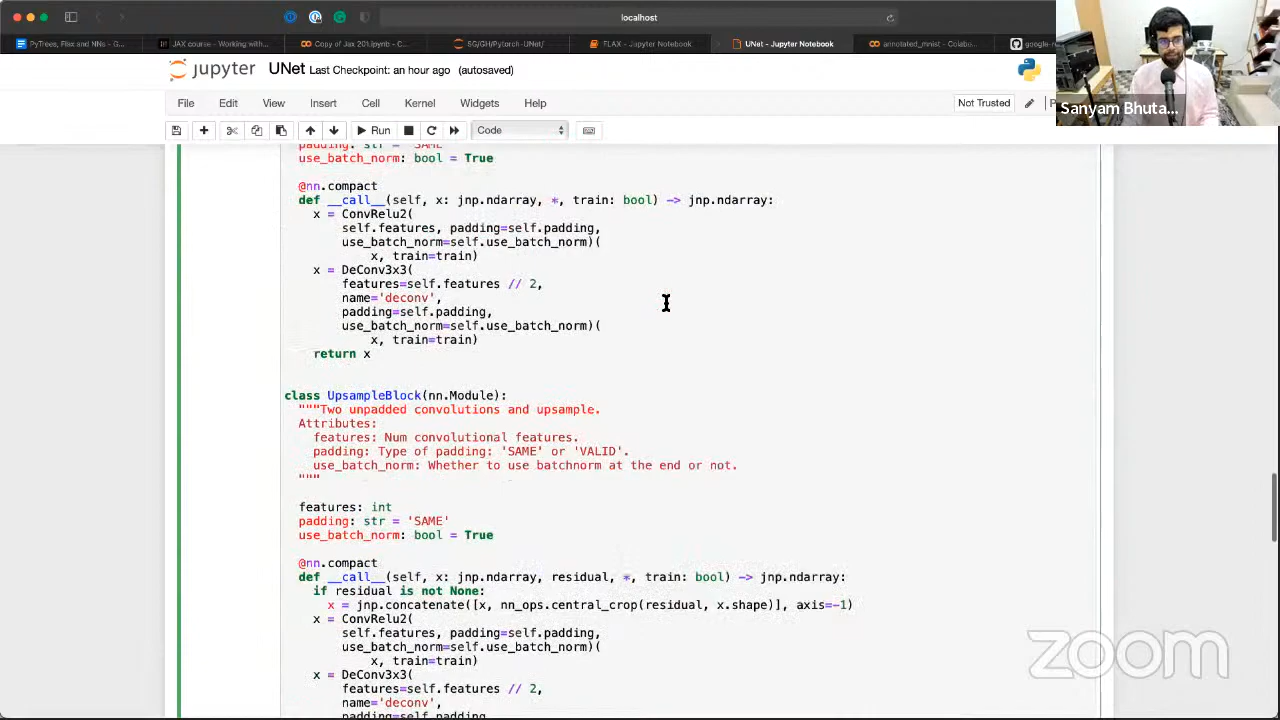 localhost
PyTrees, Flax and NNs - G...
JAX course - Working with...
Copy of Jax 201.ipynb - C...
SG/GH/Pytorch-UNet/
FLAX - Jupyter Notebook
UNet - Jupyter Notebook
annotated_mnist - Colabo...
google-r
Sanyam Bhuta...
jupyter UNet Last Checkpoint: an hour ago (autosaved)
File Edit View Insert Cell Kernel Widgets Help
Not Trusted
Run Code
padding: str = 'SAME'
use_batch_norm: bool = True
@nn.compact
def __call__(self, x: jnp.ndarray, *, train: bool) -> jnp.ndarray:
x = ConvRelu2(
self.features, padding=self.padding,
use_batch_norm=self.use_batch_norm)(
x, train=train)
x = DeConv3x3(
features=self.features // 2,
name='deconv',
padding=self.padding,
use_batch_norm=self.use_batch_norm)(
x, train=train)
return x
class UpsampleBlock(nn.Module):
"""Two unpadded convolutions and upsample.
Attributes:
features: Num convolutional features.
padding: Type of padding: 'SAME' or 'VALID'.
use_batch_norm: Whether to use batchnorm at the end or not.
"""
features: int
padding: str = 'SAME'
use_batch_norm: bool = True
@nn.compact
def __call__(self, x: jnp.ndarray, residual, *, train: bool) -> jnp.ndarray:
if residual is not None:
x = jnp.concatenate([x, nn_ops.central_crop(residual, x.shape)], axis=-1)
x = ConvRelu2(
self.features, padding=self.padding,
use_batch_norm=self.use_batch_norm)(
x, train=train)
x = DeConv3x3(
features=self.features // 2,
name='deconv',
padding=self.padding,
zoom